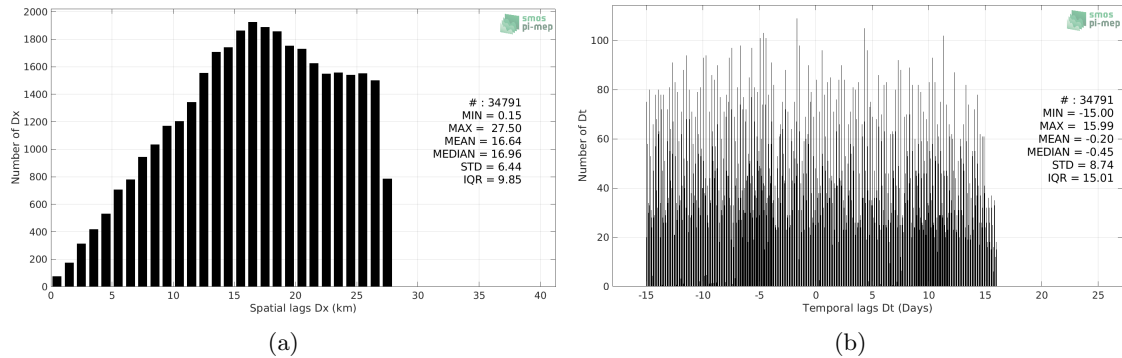 2000
1800
1600
1400
1200
1000
800
600
400
200
0
Number of Dx
0 5 10 15 20 25 30 35 40
Spatial lags Dx (km)
smos
pi-mep
# : 34791
MIN = 0.15
MAX = 27.50
MEAN = 16.64
MEDIAN = 16.96
STD = 6.44
IQR = 9.85
(a)
100
80
60
40
20
0
Number of Dt
-15 -10 -5 0 5 10 15 20 25
Temporal lags Dt (Days)
smos
pi-mep
# : 34791
MIN = -15.00
MAX = 15.99
MEAN = -0.20
MEDIAN = -0.45
STD = 8.74
IQR = 15.01
(b)